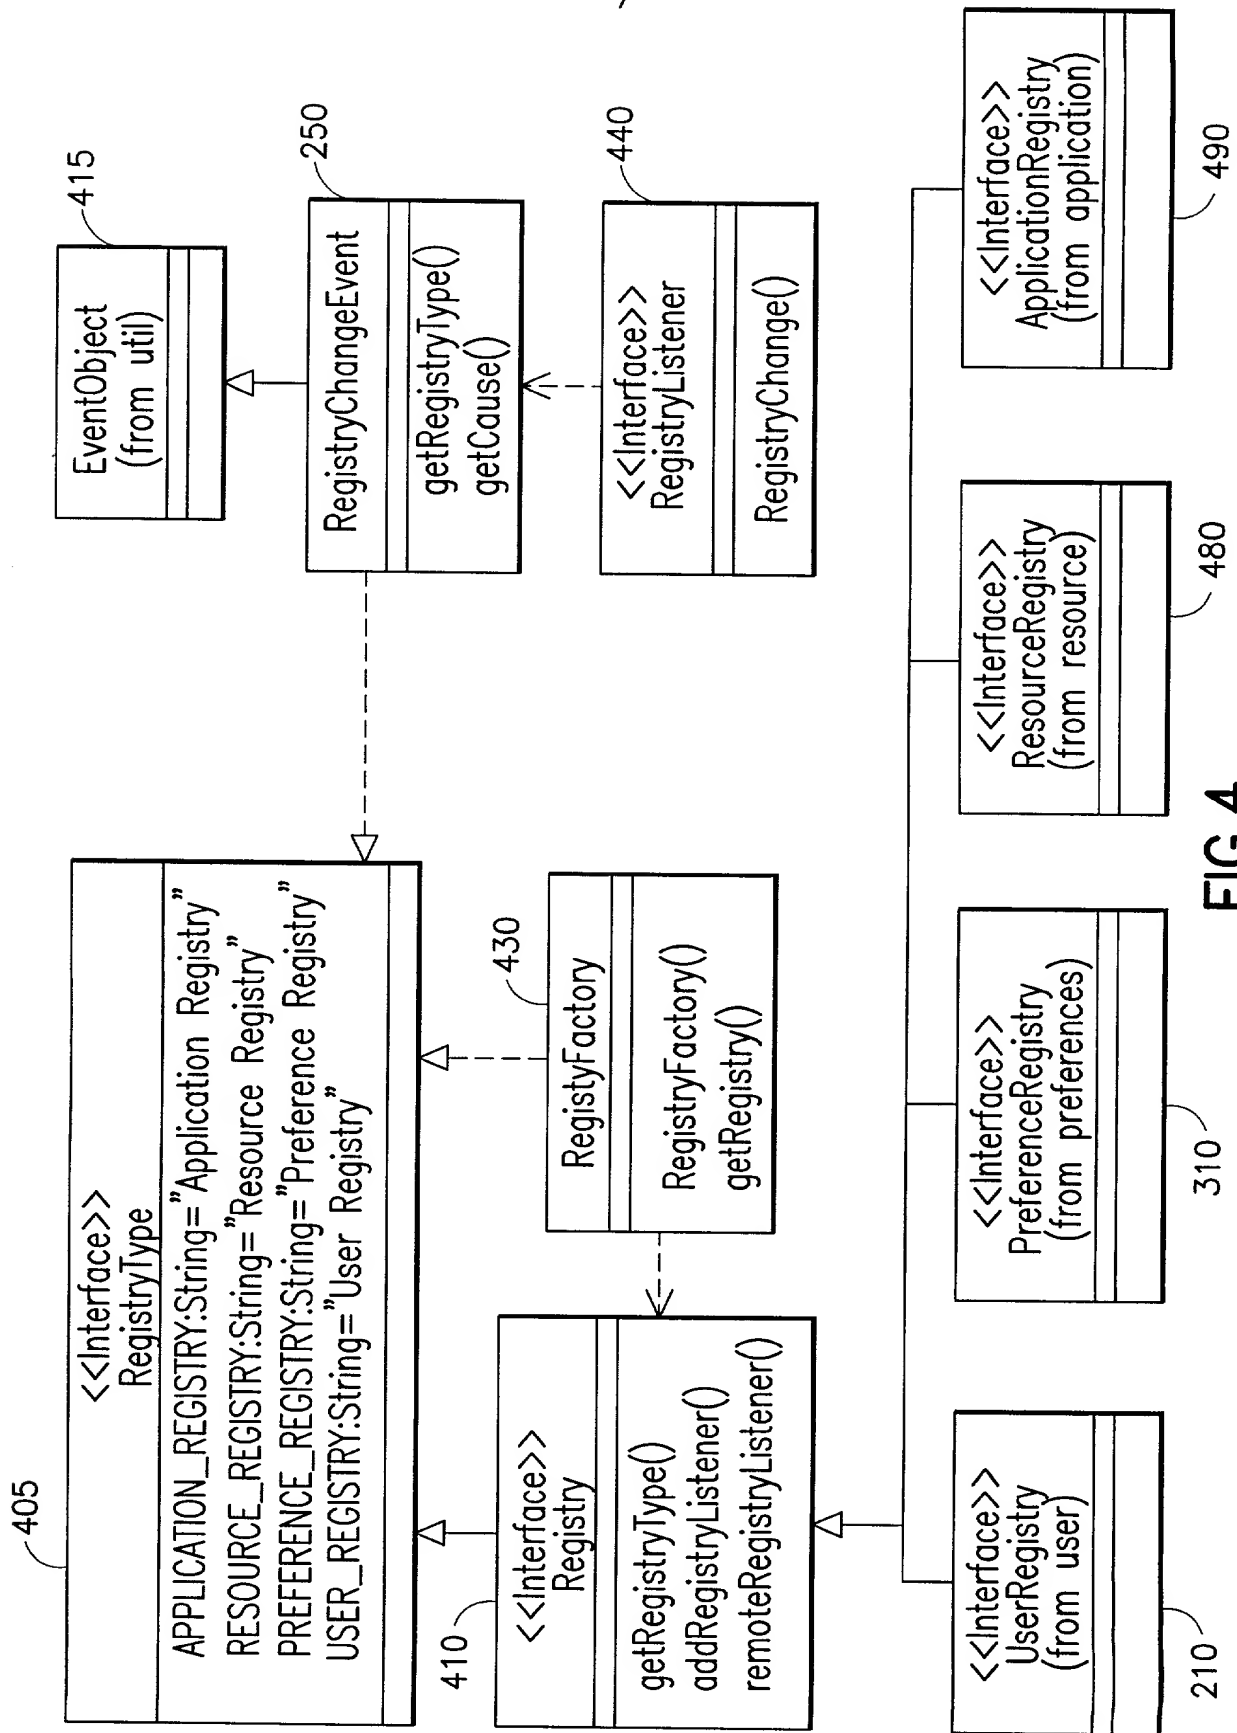 405
<<Interface>>
RegistryType
APPLICATION_REGISTRY:String="Application Registry"
RESOURCE_REGISTRY:String="Resource Registry"
PREFERENCE_REGISTRY:String="Preference Registry"
USER_REGISTRY:String="User Registry"
415
EventObject
(from util)
250
RegistryChangeEvent
getRegistryType()
getCause()
410
<<Interface>>
Registry
getRegistryType()
addRegistryListener()
remoteRegistryListener()
430
RegistyFactory
RegistryFactory()
getRegistry()
440
<<Interface>>
RegistryListener
RegistryChange()
<<Interface>>
UserRegistry
(from user)
210
<<Interface>>
PreferenceRegistry
(from preferences)
310
<<Interface>>
ResourceRegistry
(from resource)
480
<<Interface>>
ApplicationRegistry
(from application)
490
FIG.4